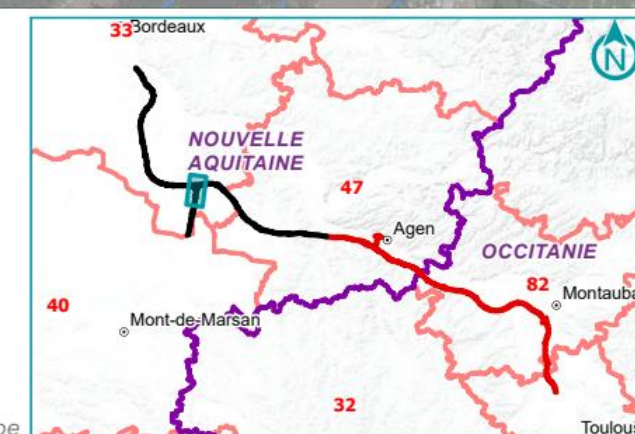 33
Bordeaux
N
NOUVELLE
AQUITAINE
47
Agen
OCCITANIE
82
Montauba
40
Mont-de-Marsan
32
Toulous